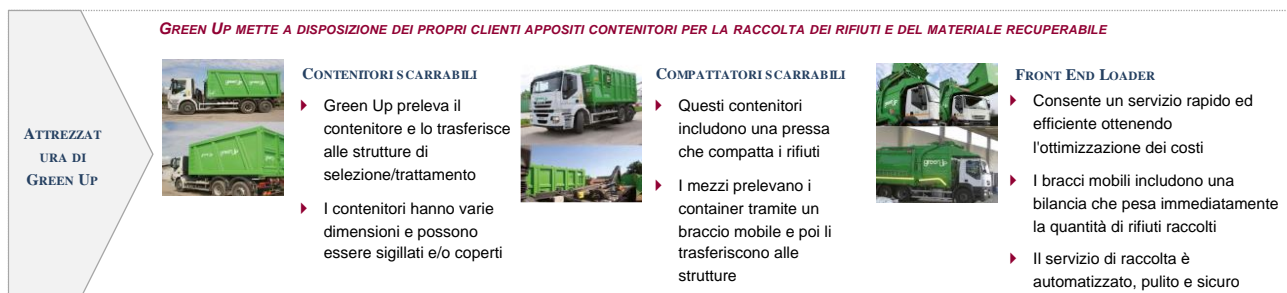 GREEN UP METTE A DISPOSIZIONE DEI PROPRI CLIENTI APPOSITI CONTENITORI PER LA RACCOLTA DEI RIFIUTI E DEL MATERIALE RECUPERABILE
ATTREZZAT
URA DI
GREEN UP
CONTENITORI SCARRABILI
Green Up preleva il
contenitore e lo trasferisce
alle strutture di
selezione/trattamento
I contenitori hanno varie
dimensioni e possono
essere sigillati e/o coperti
COMPATTATORI SCARRABILI
Questi contenitori
includono una pressa
che compatta i rifiuti
I mezzi prelevano i
container tramite un
braccio mobile e poi li
trasferiscono alle
strutture
green up
FRONT END LOADER
Consente un servizio rapido ed
efficiente ottenendo
l'ottimizzazione dei costi
I bracci mobili includono una
bilancia che pesa immediatamente
la quantità di rifiuti raccolti
Il servizio di raccolta è
automatizzato, pulito e sicuro